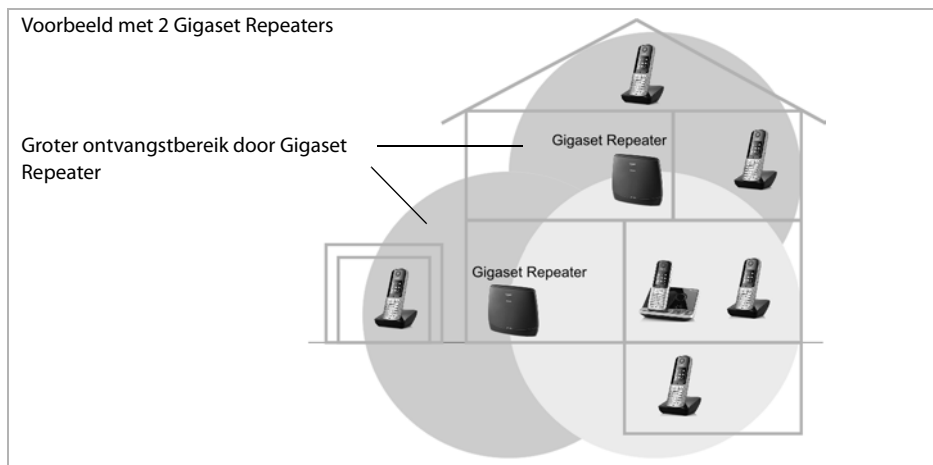 Voorbeeld met 2 Gigaset Repeaters
Groter ontvangstbereik door Gigaset
Repeater
Gigaset Repeater
Gigaset Repeater